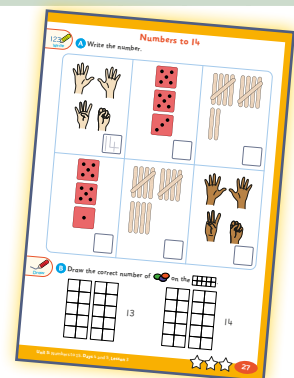 Numbers to 14
123
Write
A Write the number.
14
Draw
B Draw the correct number of on the
13
14
27